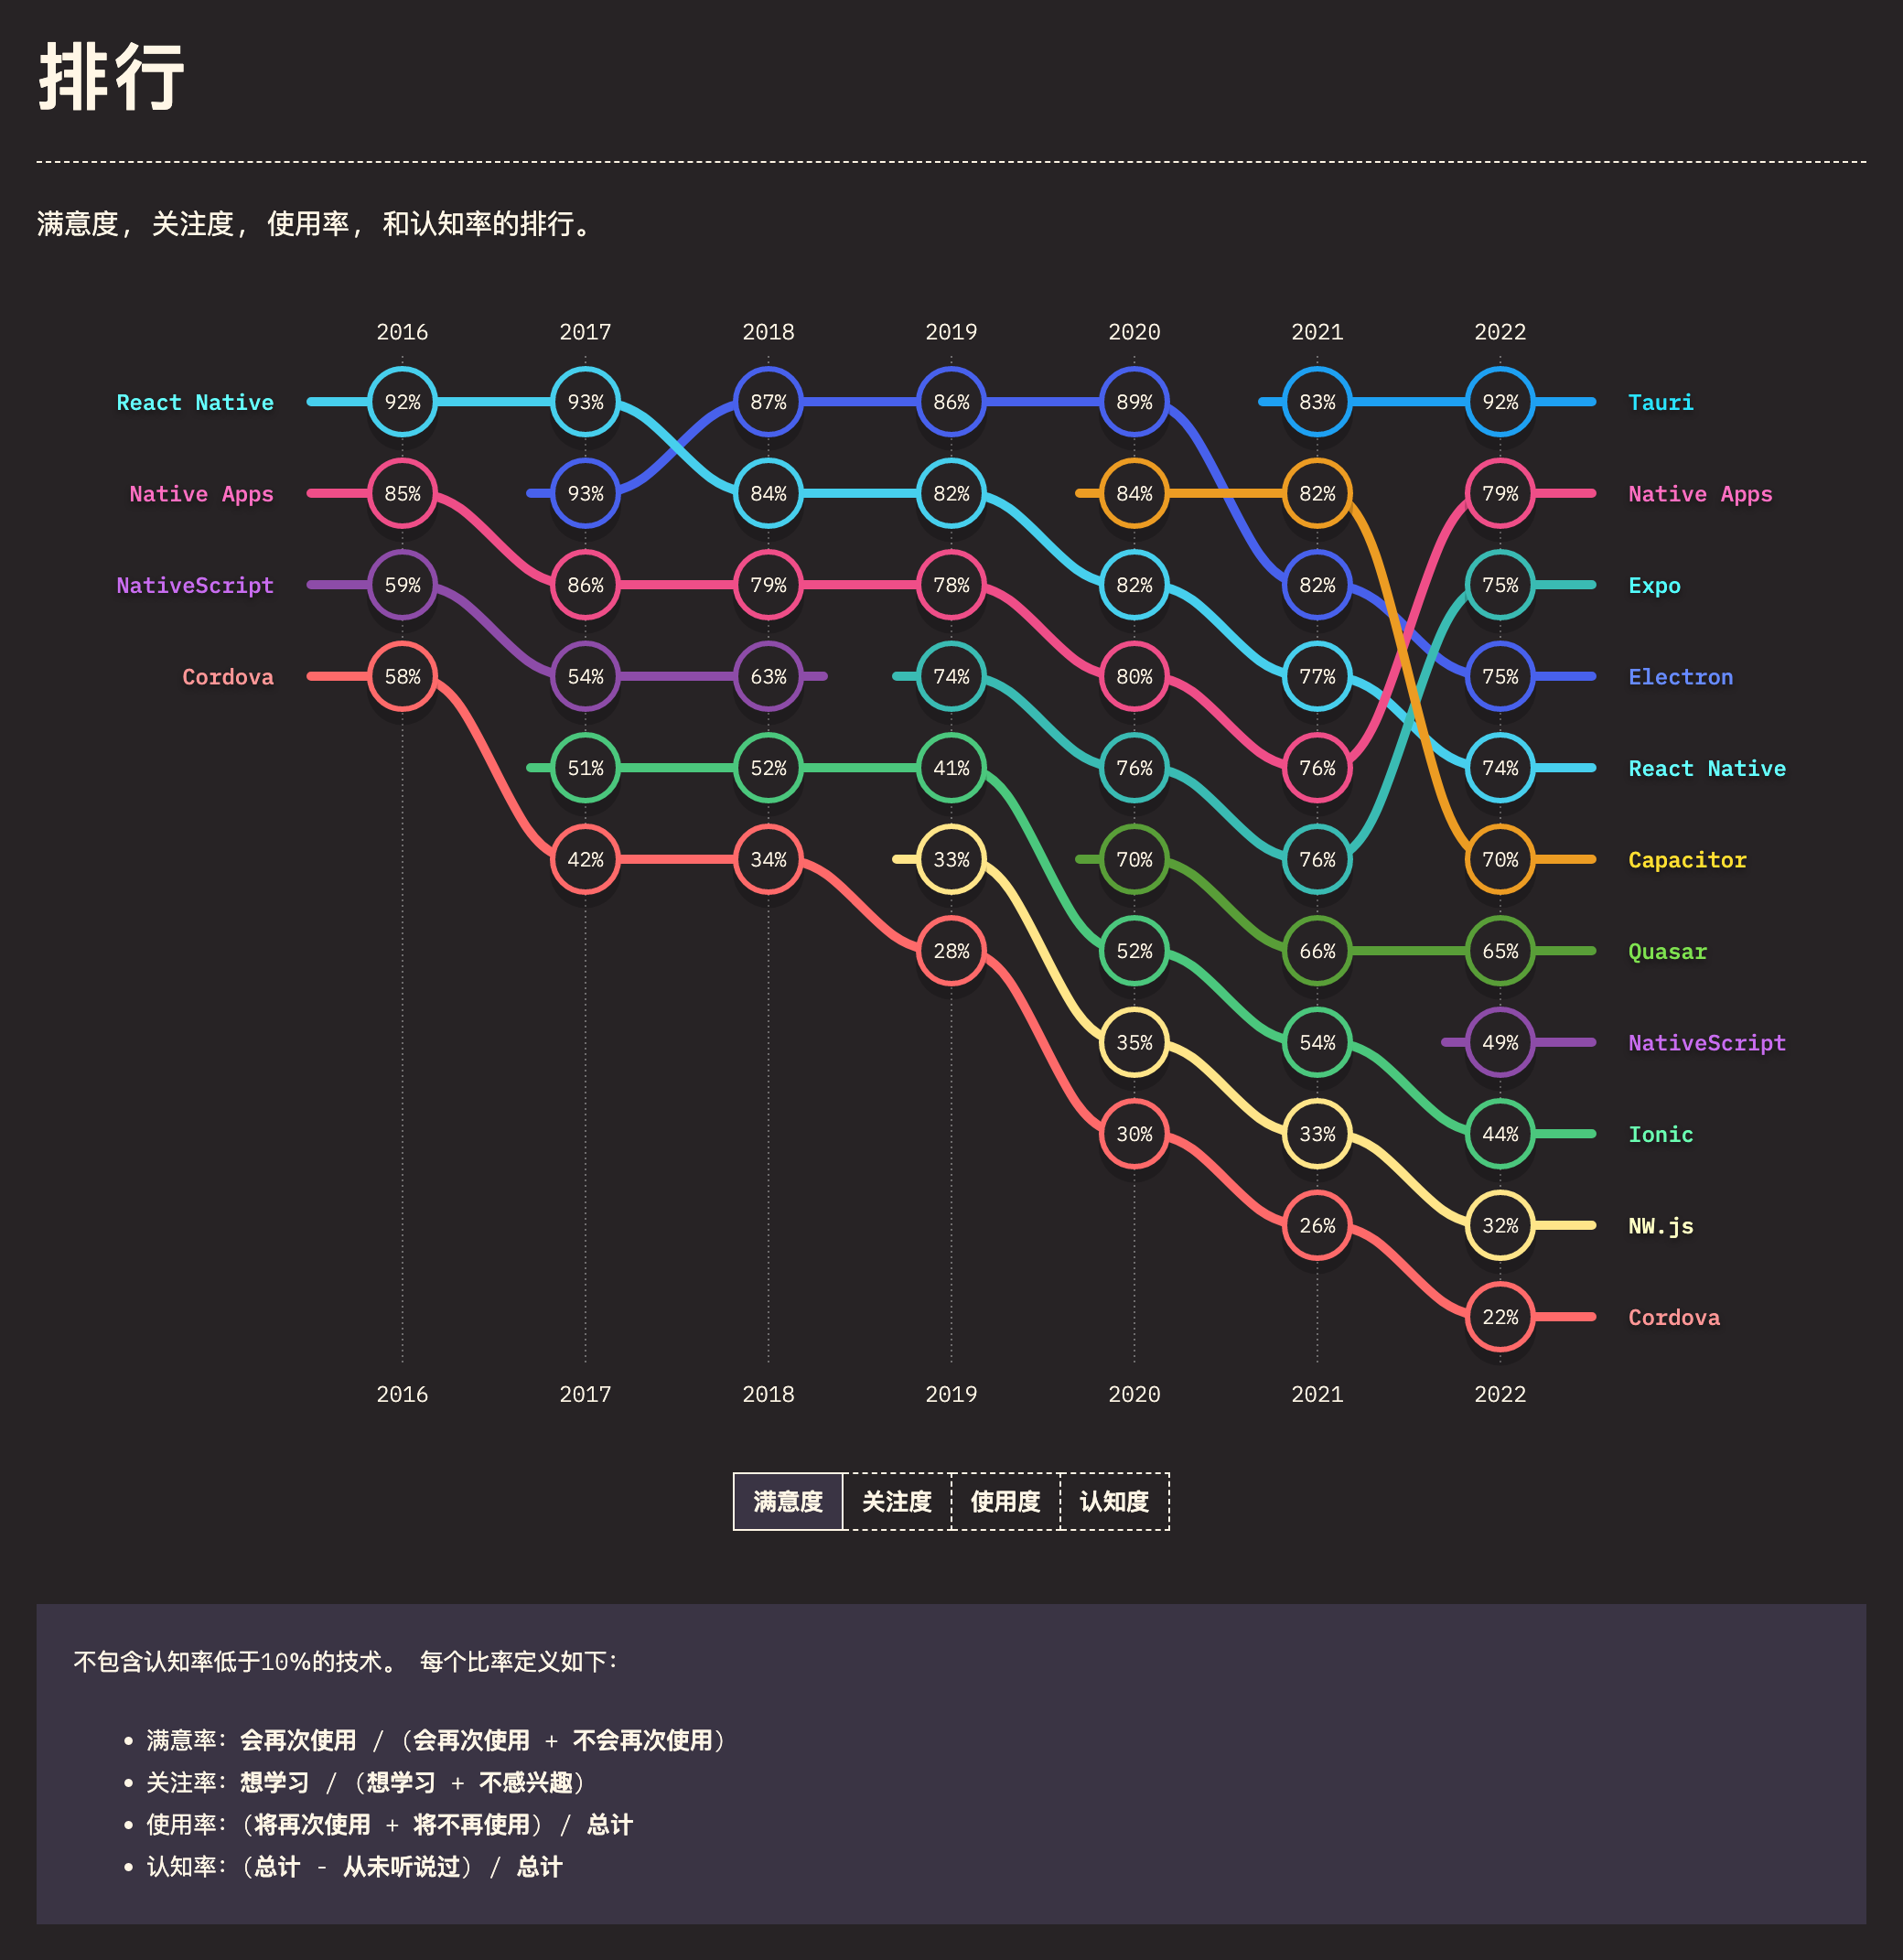 排行
满意度, 关注度, 使用率, 和认知率的排行。
2016 2017 2018 2019 2020 2021 2022
React Native 92% 93% 87% 86% 89% 83% 92% Tauri
Native Apps 85% 93% 84% 82% 84% 82% 79% Native Apps
NativeScript 59% 86% 79% 78% 82% 82% 75% Expo
Cordova 58% 54% 63% 74% 80% 77% 75% Electron
51% 52% 41% 76% 76% 74% React Native
42% 34% 33% 70% 76% 70% Capacitor
28% 52% 66% 65% Quasar
35% 54% 49% NativeScript
30% 33% 44% Ionic
26% 32% NW.js
22% Cordova
2016 2017 2018 2019 2020 2021 2022
满意度 关注度 使用度 认知度
不包含认知率低于10%的技术。 每个比率定义如下:
• 满意率: 会再次使用 / (会再次使用 + 不会再次使用)
• 关注率: 想学习 / (想学习 + 不感兴趣)
• 使用率: (将再次使用 + 将不再使用) / 总计
• 认知率: (总计 - 从未听说过) / 总计